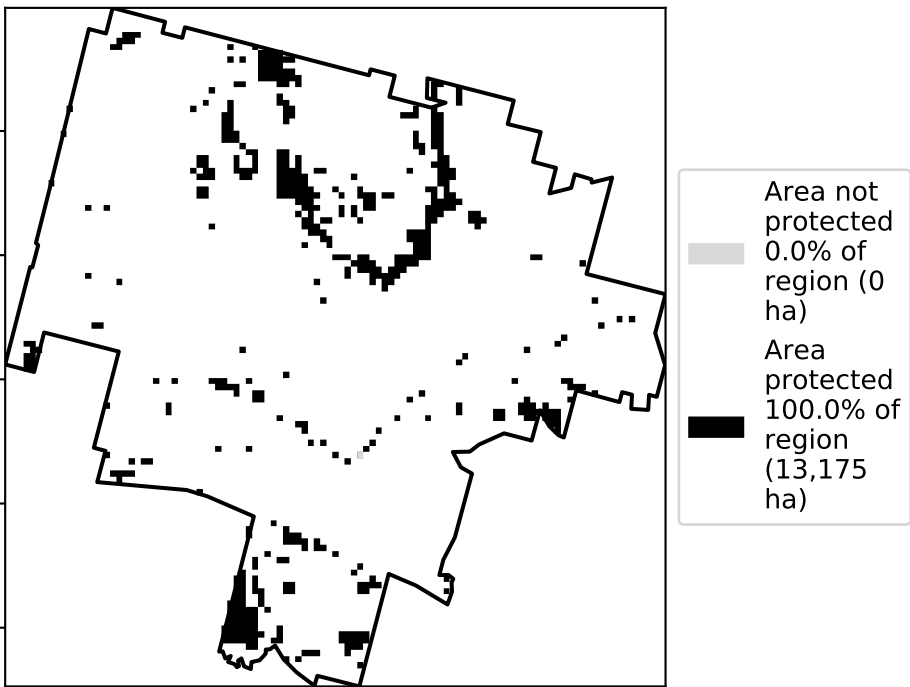 Area not
protected
0.0% of
region (0
ha)
Area
protected
100.0% of
region
(13,175
ha)